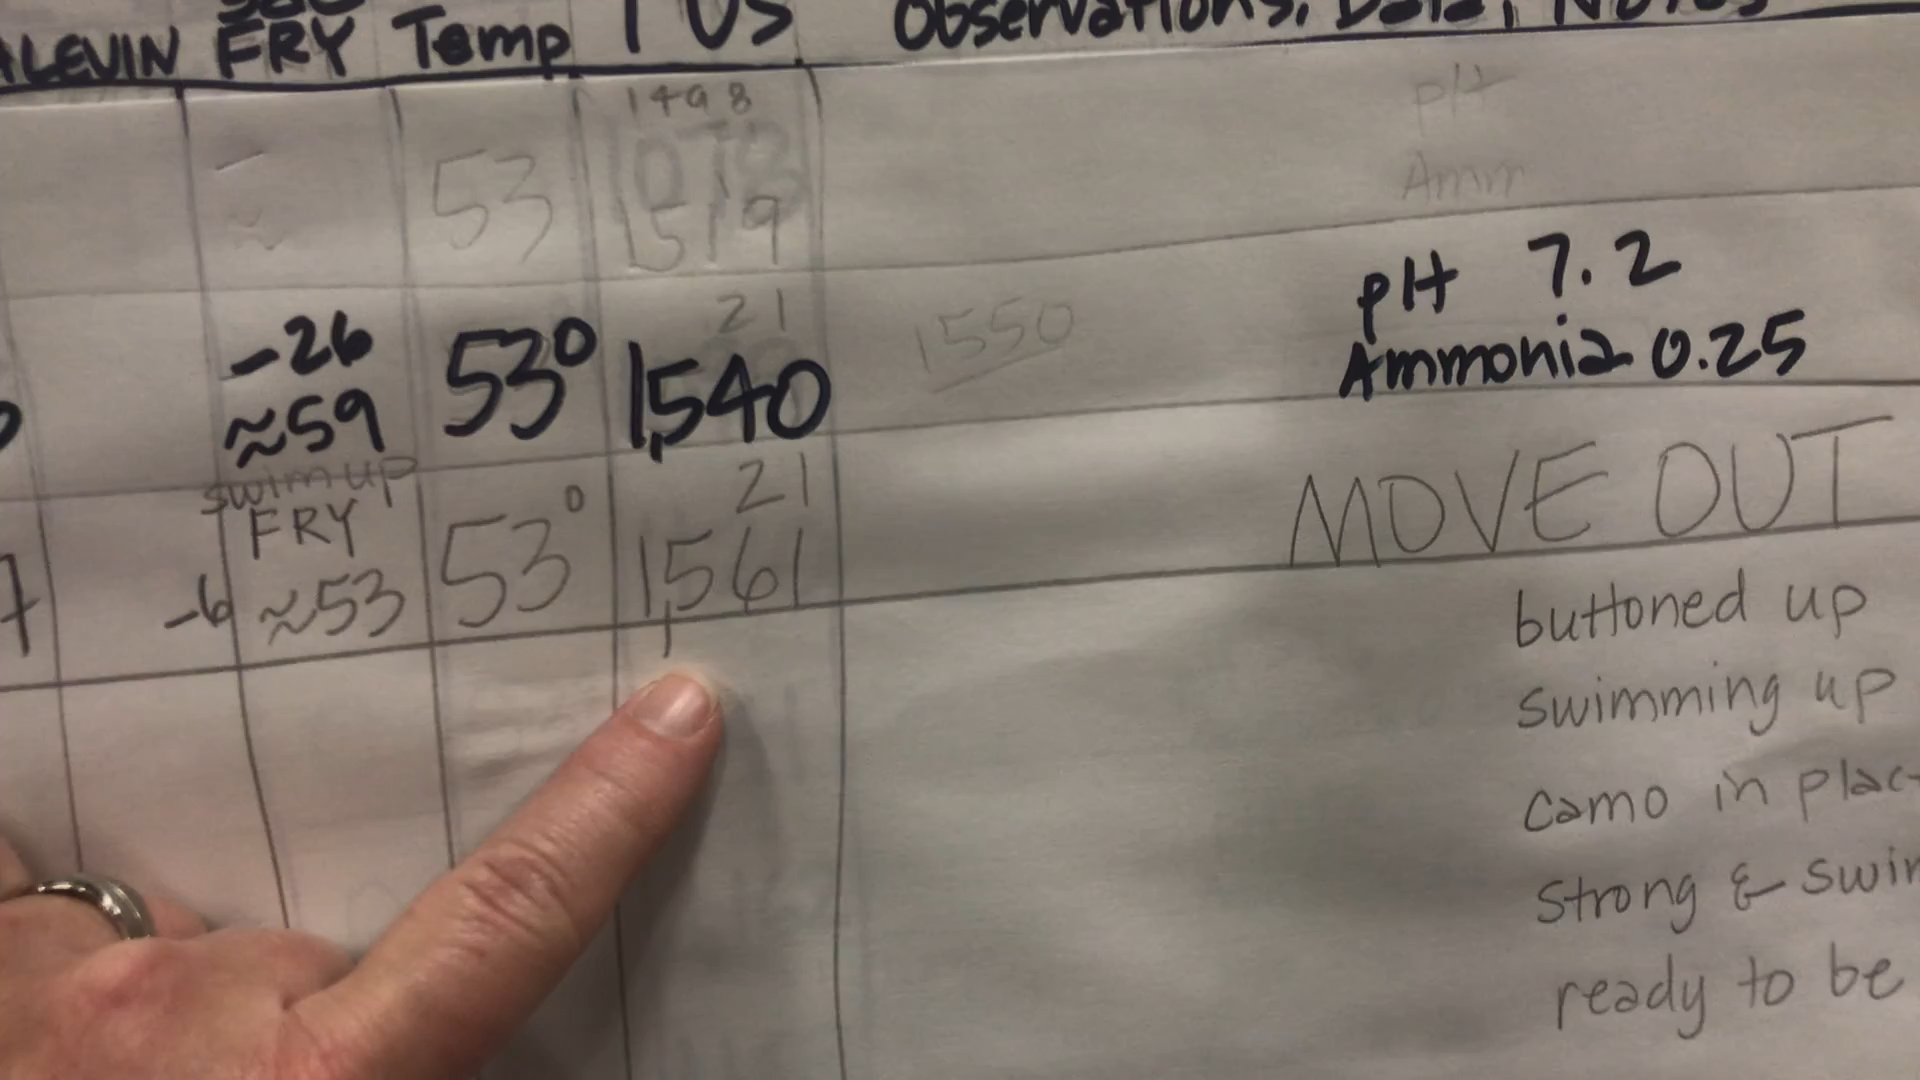 ALEVIN FRY Temp TUS Observations, Data, Notes
1498
53
1519
pH
Amm
21
-26
≈59
53°
1,540
1550
pH 7.2
Ammonia 0.25
swim up
FRY
-6 ≈53
53°
21
1,561
MOVE OUT
buttoned up
swimming up
camo in plac
strong & swi
ready to be